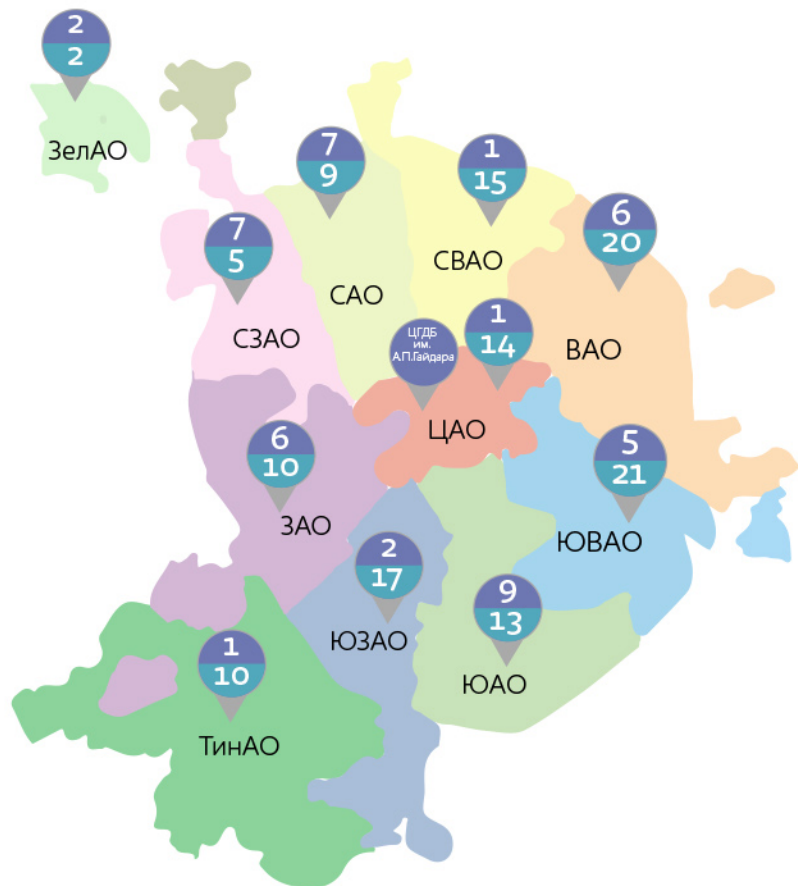 2
2
ЗелАО
7
9
САО
1
15
СВАО
6
20
ВАО
7
5
СЗАО
ЦГДБ
им.
А.П.Гайдара
1
14
ЦАО
6
10
ЗАО
5
21
ЮВАО
2
17
ЮЗАО
9
13
ЮАО
1
10
ТинАО